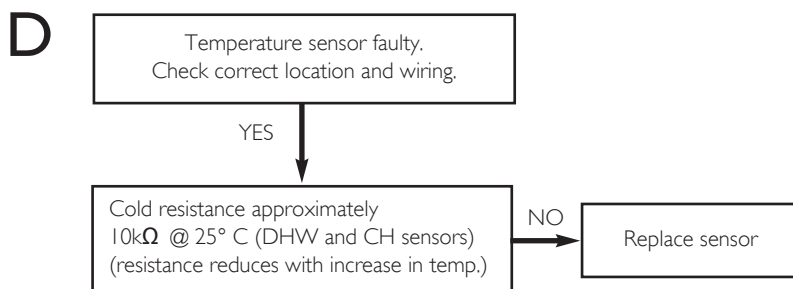 D
Temperature sensor faulty.
Check correct location and wiring.
YES
Cold resistance approximately
10kΩ @ 25° C (DHW and CH sensors)
(resistance reduces with increase in temp.)
NO
Replace sensor